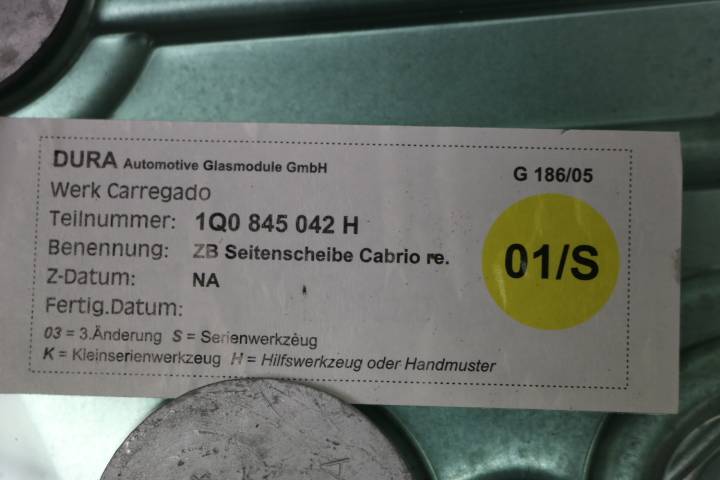 DURA Automotive Glasmodule GmbH
G 186/05
Werk Carregado
Teilnummer: 1Q0 845 042 H
Benennung: ZB Seitenscheibe Cabrio re.
01/S
Z-Datum: NA
Fertig.Datum:
03 = 3.Änderung S = Serienwerkzeug
K = Kleinserienwerkzeug H = Hilfswerkzeug oder Handmuster